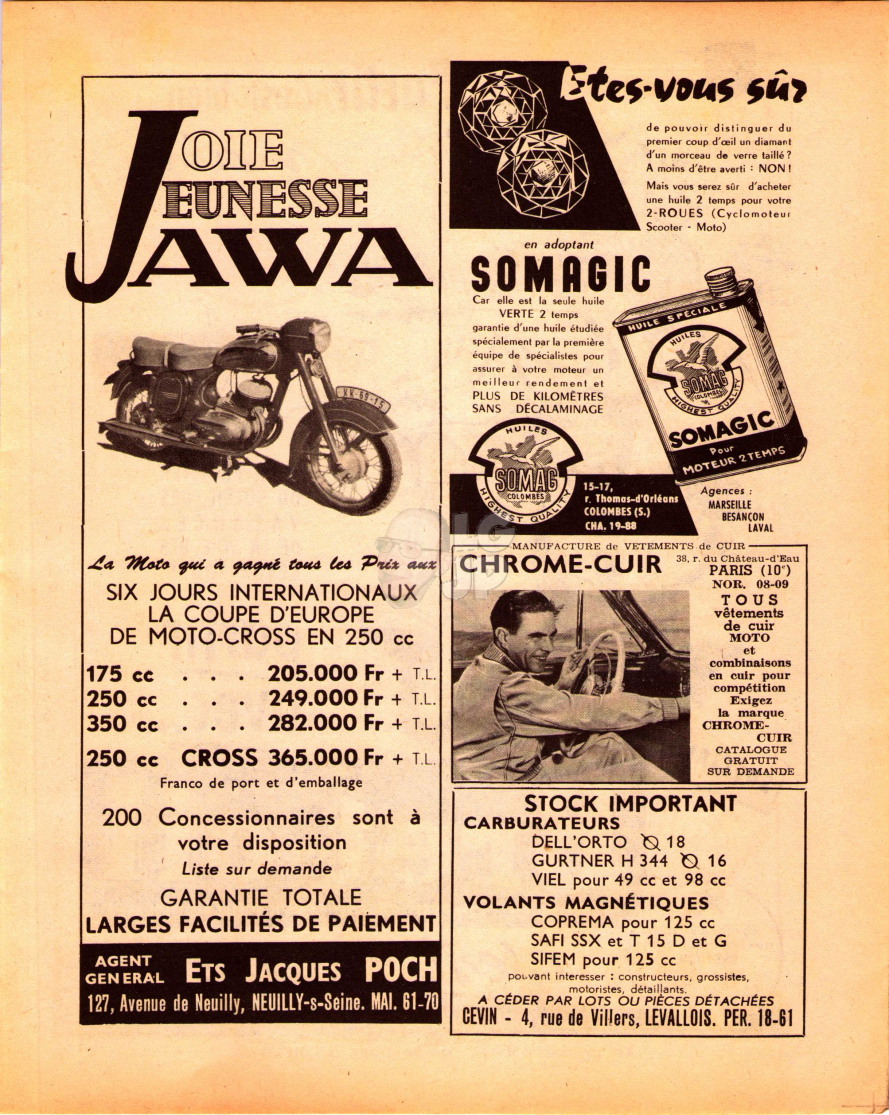 JOIE
JEUNESSE
JAWA
XK-69-15
La Moto qui a gagné tous les Prix aux
SIX JOURS INTERNATIONAUX
LA COUPE D'EUROPE
DE MOTO-CROSS EN 250 cc
175 cc . . . 205.000 Fr + T.L.
250 cc . . . 249.000 Fr + T.L.
350 cc . . . 282.000 Fr + T.L.
250 cc CROSS 365.000 Fr + T.L.
Franco de port et d'emballage
200 Concessionnaires sont à
votre disposition
Liste sur demande
GARANTIE TOTALE
LARGES FACILITÉS DE PAIEMENT
AGENT
GENERAL
ETS JACQUES POCH
127, Avenue de Neuilly, NEUILLY-s-Seine. MAI. 61-70
Etes-vous sûr
de pouvoir distinguer du
premier coup d'œil un diamant
d'un morceau de verre taillé ?
A moins d'être averti : NON !
Mais vous serez sûr d'acheter
une huile 2 temps pour votre
2-ROUES (Cyclomoteur
Scooter - Moto)
en adoptant
SOMAGIC
Car elle est la seule huile
VERTE 2 temps
garantie d'une huile étudiée
spécialement par la première
équipe de spécialistes pour
assurer à votre moteur un
meilleur rendement et
PLUS DE KILOMÈTRES
SANS DÉCALAMINAGE
HUILE SPÉCIALE
HUILES
SOMAG
COLOMBES
HIGHEST QUALITY
SOMAGIC
Pour
MOTEUR 2 TEMPS
HUILES
SOMAG
COLOMBES
HIGHEST QUALITY
15-17,
r. Thomas-d'Orléans
COLOMBES (S.)
CHA. 19-88
Agences :
MARSEILLE
BESANÇON
LAVAL
MANUFACTURE de VETEMENTS de CUIR
CHROME-CUIR
38, r. du Château-d'Eau
PARIS (10e)
NOR. 08-09
TOUS
vêtements
de cuir
MOTO
et
combinaisons
en cuir pour
compétition
Exigez
la marque
CHROME-
CUIR
CATALOGUE
GRATUIT
SUR DEMANDE
STOCK IMPORTANT
CARBURATEURS
DELL'ORTO Ø 18
GURTNER H 344 Ø 16
VIEL pour 49 cc et 98 cc
VOLANTS MAGNÉTIQUES
COPREMA pour 125 cc
SAFI SSX et T 15 D et G
SIFEM pour 125 cc
pouvant interesser : constructeurs, grossistes,
motoristes, détaillants.
A CÉDER PAR LOTS OU PIÈCES DÉTACHÉES
CEVIN - 4, rue de Villers, LEVALLOIS. PER. 18-61